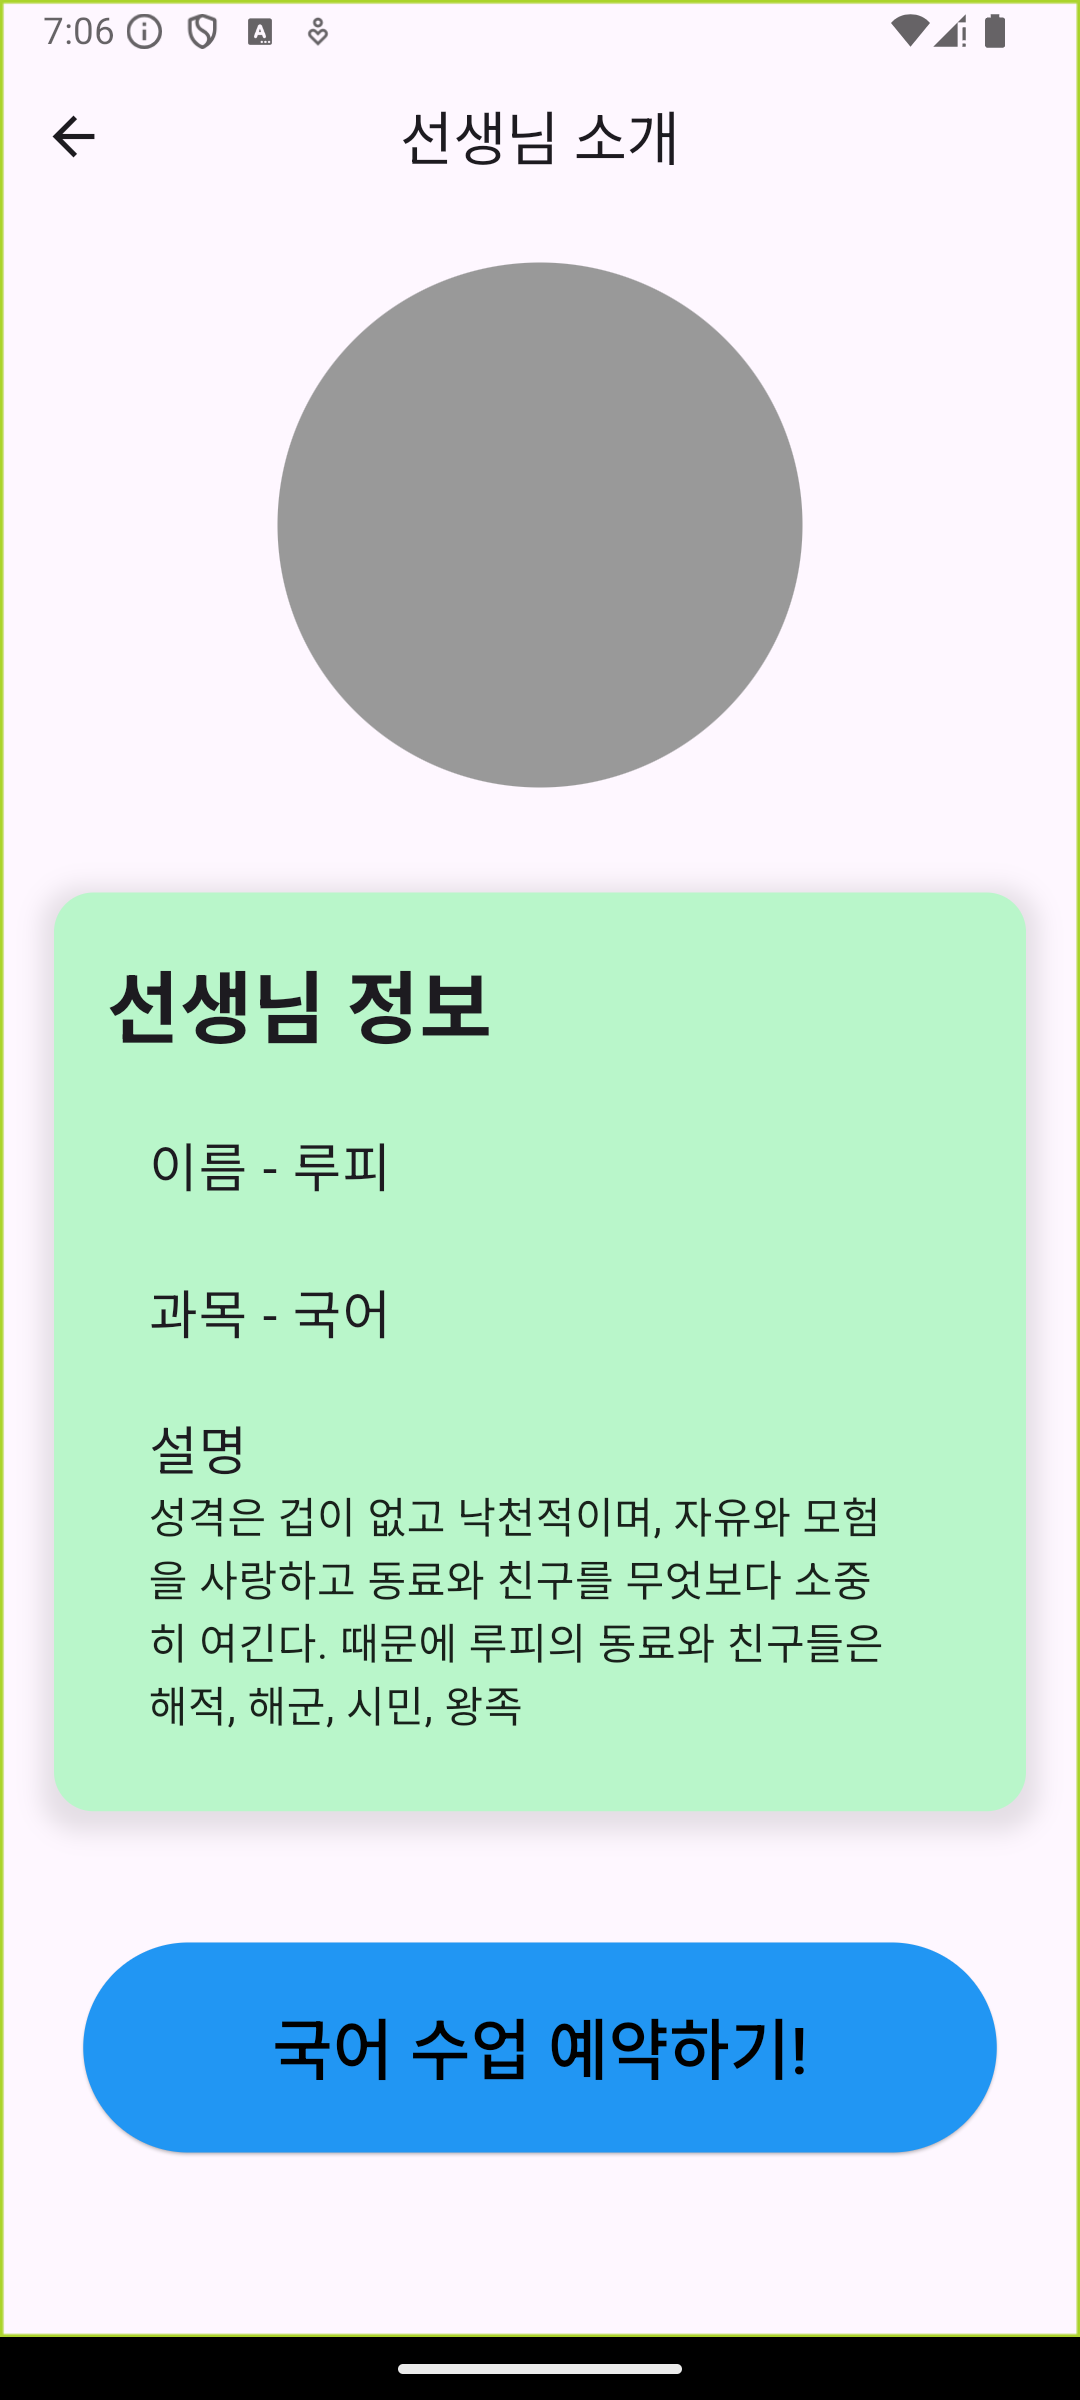 7:06
선생님 소개
선생님 정보
이름 - 루피
과목 - 국어
설명
성격은 겁이 없고 낙천적이며, 자유와 모험
을 사랑하고 동료와 친구를 무엇보다 소중
히 여긴다. 때문에 루피의 동료와 친구들은
해적, 해군, 시민, 왕족
국어 수업 예약하기!